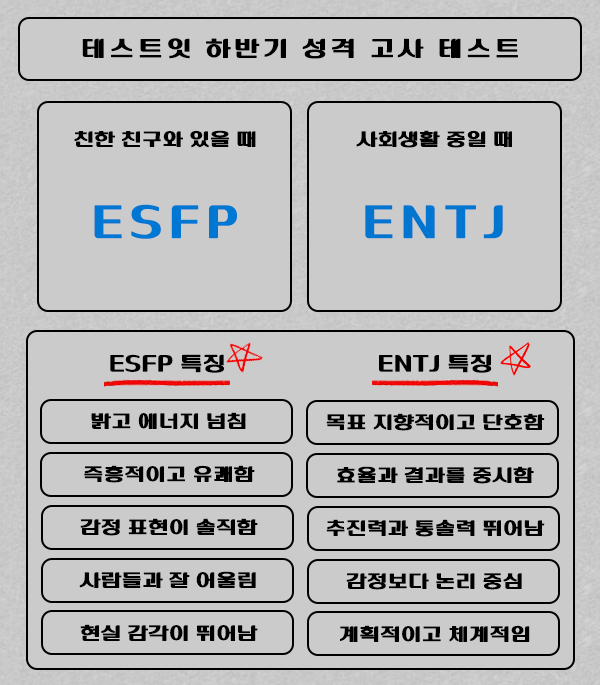 테스트잇 하반기 성격 고사 테스트
친한 친구와 있을 때
ESFP
사회생활 중일 때
ENTJ
ESFP 특징
밝고 에너지 넘침
즉흥적이고 유쾌함
감정 표현이 솔직함
사람들과 잘 어울림
현실 감각이 뛰어남
ENTJ 특징
목표 지향적이고 단호함
효율과 결과를 중시함
추진력과 통솔력 뛰어남
감정보다 논리 중심
계획적이고 체계적임